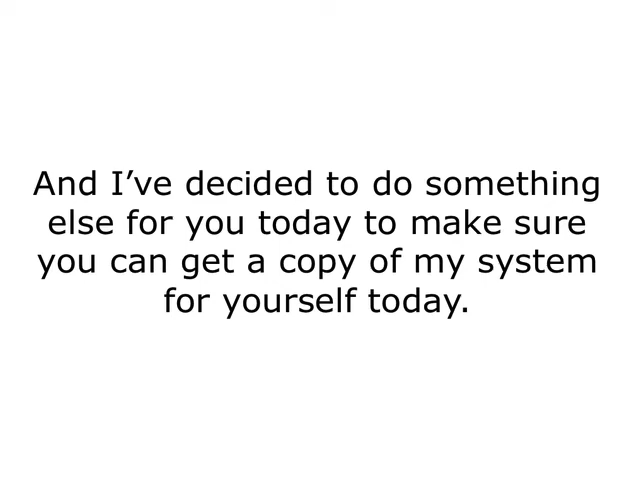 And I’ve decided to do something
else for you today to make sure
you can get a copy of my system
for yourself today.